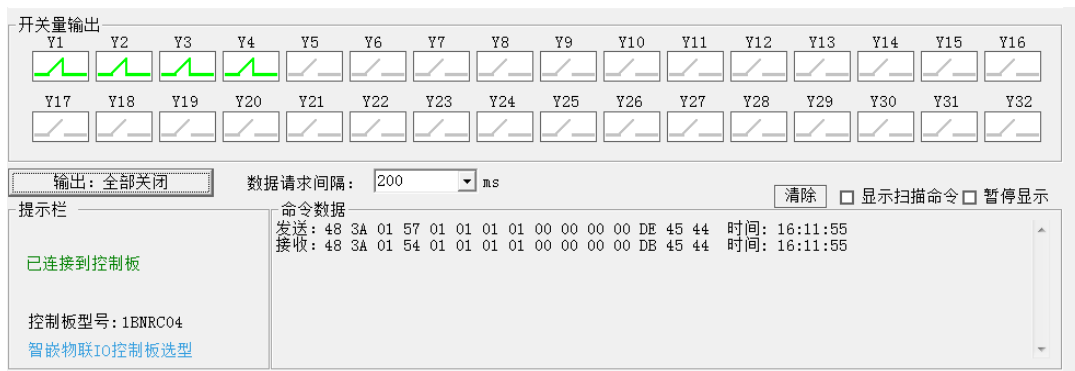 开关量输出
Y1 Y2 Y3 Y4 Y5 Y6 Y7 Y8 Y9 Y10 Y11 Y12 Y13 Y14 Y15 Y16
Y17 Y18 Y19 Y20 Y21 Y22 Y23 Y24 Y25 Y26 Y27 Y28 Y29 Y30 Y31 Y32
输出：全部关闭 数据请求间隔： 200 ms
清除 显示扫描命令 暂停显示
提示栏
已连接到控制板
控制板型号:1BNRC04
智嵌物联IO控制板选型
命令数据
发送：48 3A 01 57 01 01 01 01 00 00 00 00 DE 45 44 时间: 16:11:55
接收：48 3A 01 54 01 01 01 01 00 00 00 00 DB 45 44 时间: 16:11:55